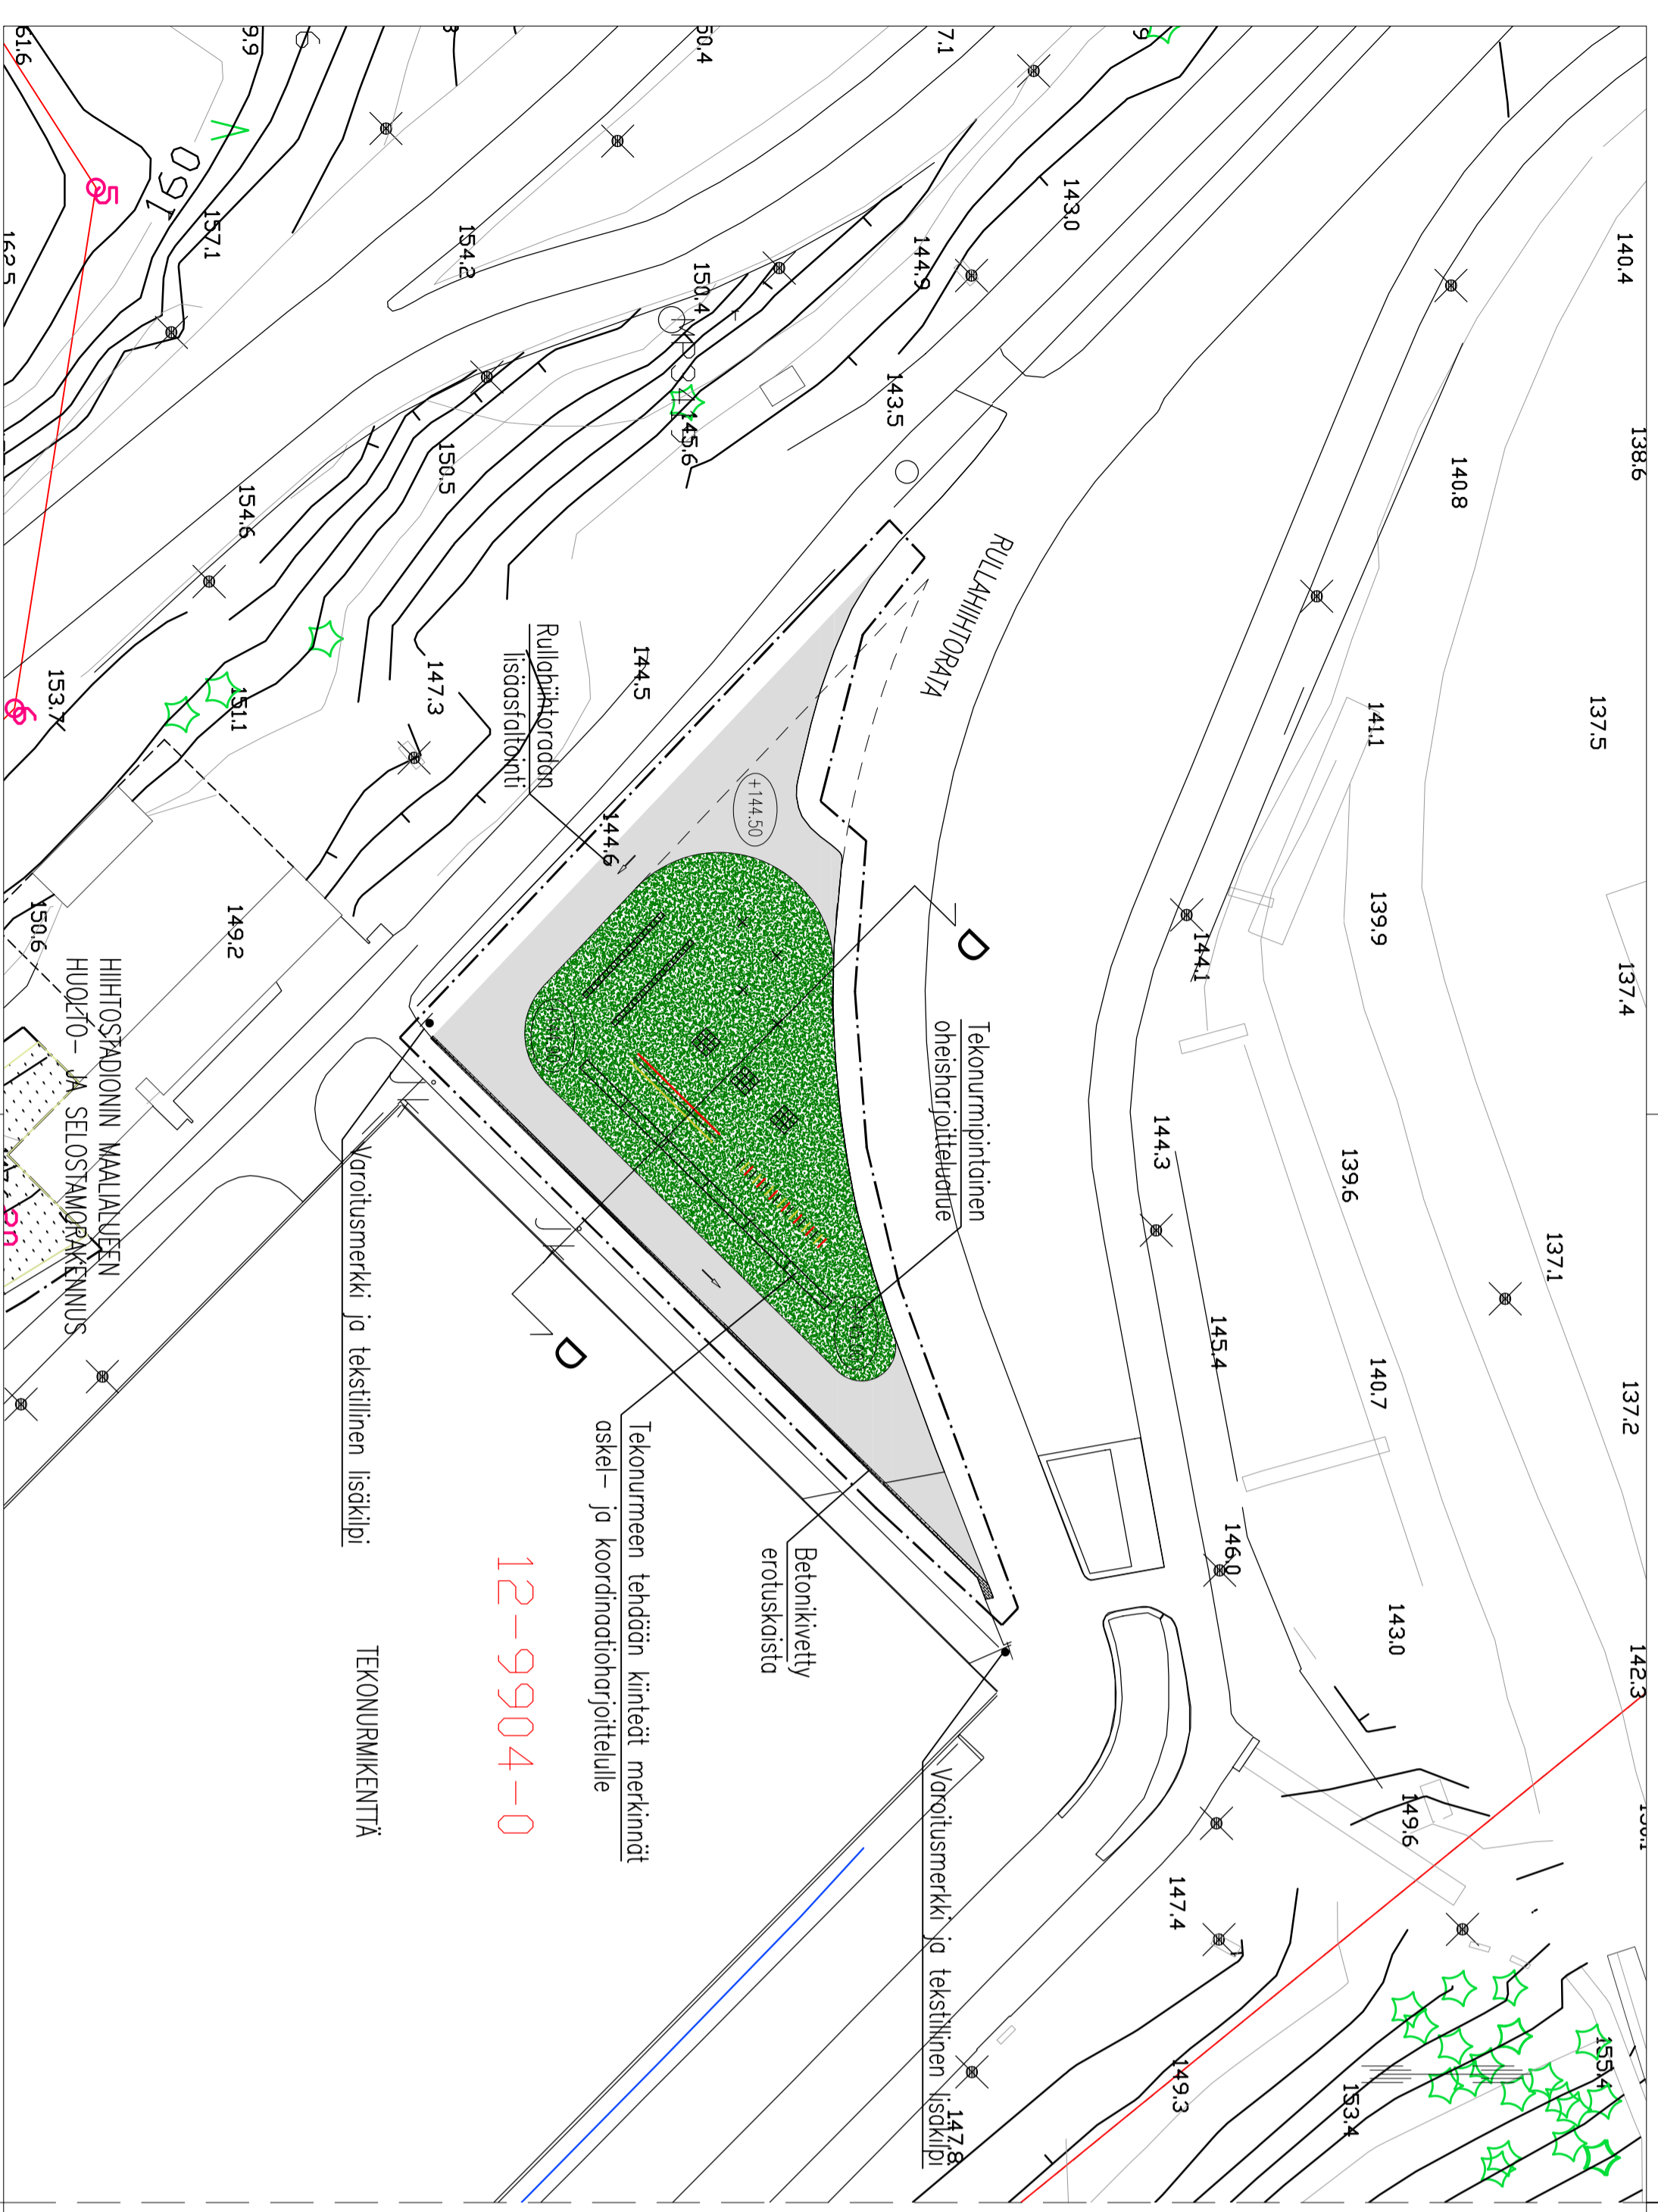 140.4
138.6
137.5
137.4
137.1
137.2
142.3
140.8
141.1
139.9
139.6
140.7
143.0
149.6
155.4
153.4
149.3
147.4
146.0
145.4
144.3
144.1
143.0
144.9
143.5
150.4
145.6
154.2
150.5
154.6
157.1
160
5
6
153.7
151.1
147.3
144.5
144.6
149.2
150.6
147.8
RULLAHIIHTORATA
+144.50
D
D
Rullahiihtoradan
lisäasfaltointi
Tekonurmipintainen
oheisharjoittelualue
Varoitusmerkki ja tekstillinen lisäkilpi
Tekonurmeen tehdään kiinteät merkinnät
askel- ja koordinaatioharjoittelulle
Betonikivetty
erotuskaista
Varoitusmerkki ja tekstillinen lisäkilpi
12-9904-0
TEKONURMIKENTTÄ
HIIHTOSTADIONIN MAALIALUEEN
HUOLTO- JA SELOSTAMORAKENNUS